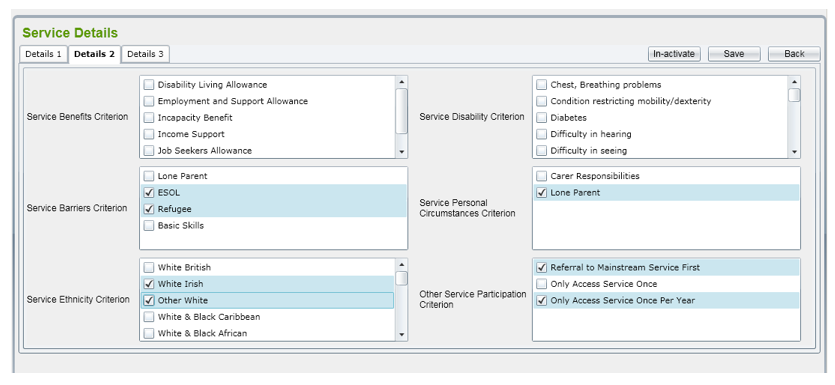 Service Details
Details 1 Details 2 Details 3 In-activate Save Back
Service Benefits Criterion
Disability Living Allowance
Employment and Support Allowance
Incapacity Benefit
Income Support
Job Seekers Allowance
Service Disability Criterion
Chest, Breathing problems
Condition restricting mobility/dexterity
Diabetes
Difficulty in hearing
Difficulty in seeing
Service Barriers Criterion
Lone Parent
ESOL
Refugee
Basic Skills
Service Personal
Circumstances Criterion
Carer Responsibilities
Lone Parent
Service Ethnicity Criterion
White British
White Irish
Other White
White & Black Caribbean
White & Black African
Other Service Participation
Criterion
Referral to Mainstream Service First
Only Access Service Once
Only Access Service Once Per Year